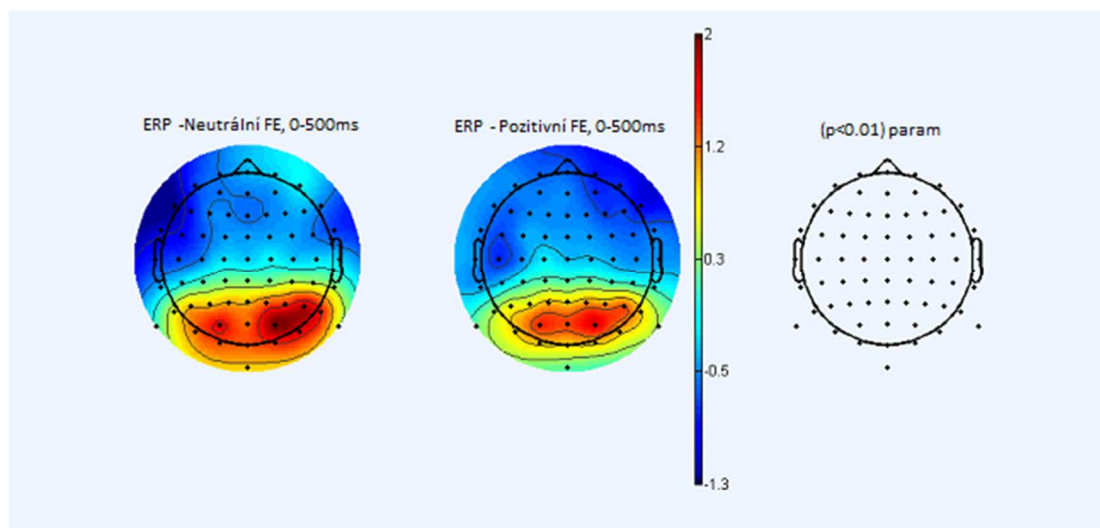 ERP -Neutrální FE, 0-500ms
ERP - Pozitivní FE, 0-500ms
2
1.2
0.3
-0.5
-1.3
(p<0.01) param